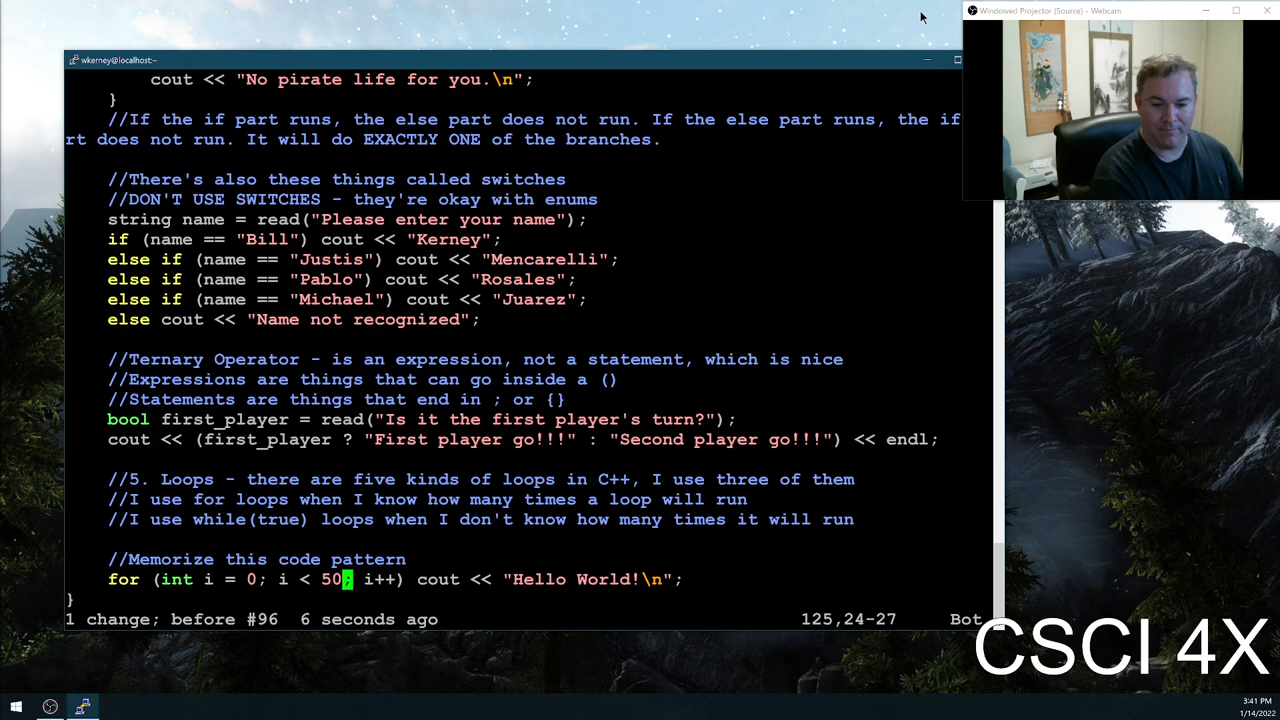 Windowed Projector (Source) - Webcam
wkerney@localhost:~
cout << "No pirate life for you.\n";
}
//If the if part runs, the else part does not run. If the else part runs, the if
rt does not run. It will do EXACTLY ONE of the branches.
//There's also these things called switches
//DON'T USE SWITCHES - they're okay with enums
string name = read("Please enter your name");
if (name == "Bill") cout << "Kerney";
else if (name == "Justis") cout << "Mencarelli";
else if (name == "Pablo") cout << "Rosales";
else if (name == "Michael") cout << "Juarez";
else cout << "Name not recognized";
//Ternary Operator - is an expression, not a statement, which is nice
//Expressions are things that can go inside a ()
//Statements are things that end in ; or {}
bool first_player = read("Is it the first player's turn?");
cout << (first_player ? "First player go!!!" : "Second player go!!!") << endl;
//5. Loops - there are five kinds of loops in C++, I use three of them
//I use for loops when I know how many times a loop will run
//I use while(true) loops when I don't know how many times it will run
//Memorize this code pattern
for (int i = 0; i < 50; i++) cout << "Hello World!\n";
}
1 change; before #96 6 seconds ago 125,24-27 Bot
CSCI 4X
3:41 PM
1/14/2022